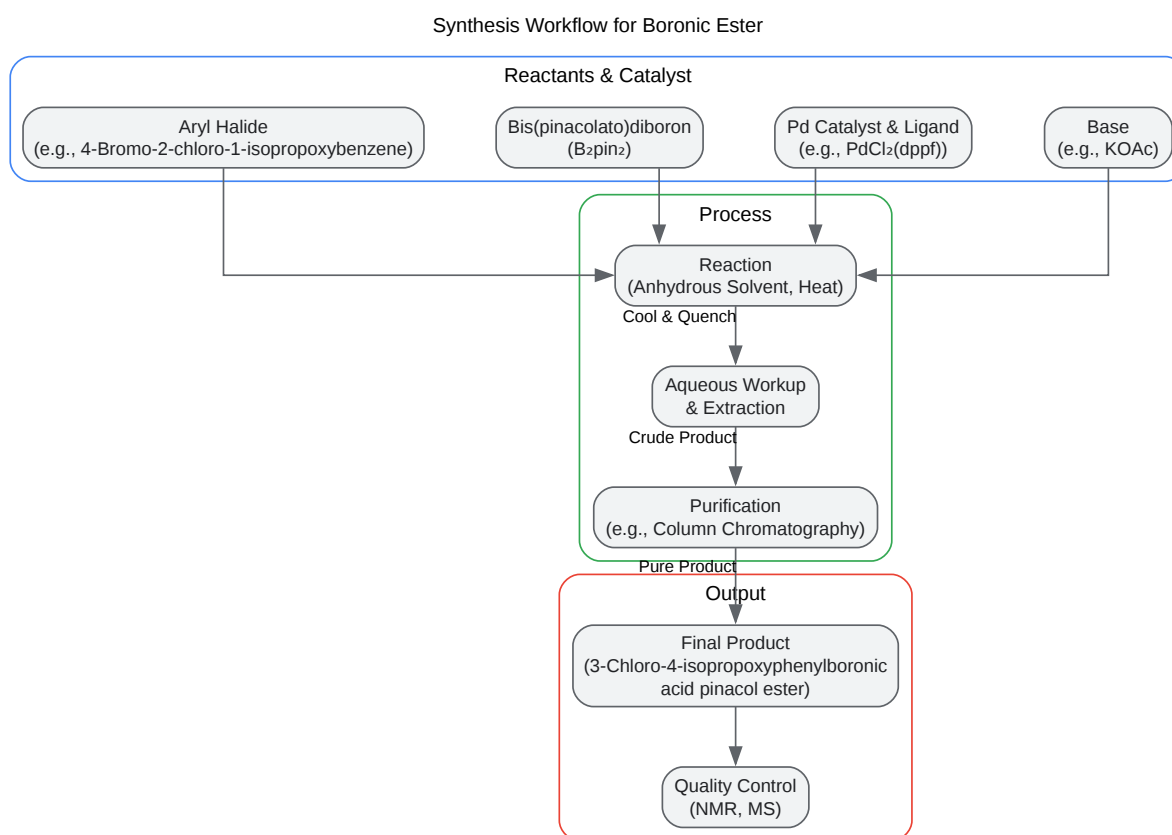 Synthesis Workflow for Boronic Ester
Reactants & Catalyst
Aryl Halide
(e.g., 4-Bromo-2-chloro-1-isopropoxybenzene)
Bis(pinacolato)diboron
(B₂pin₂)
Pd Catalyst & Ligand
(e.g., PdCl₂(dppf))
Base
(e.g., KOAc)
Process
Reaction
(Anhydrous Solvent, Heat)
Cool & Quench
Aqueous Workup
& Extraction
Crude Product
Purification
(e.g., Column Chromatography)
Pure Product
Output
Final Product
(3-Chloro-4-isopropoxyphenylboronic
acid pinacol ester)
Quality Control
(NMR, MS)